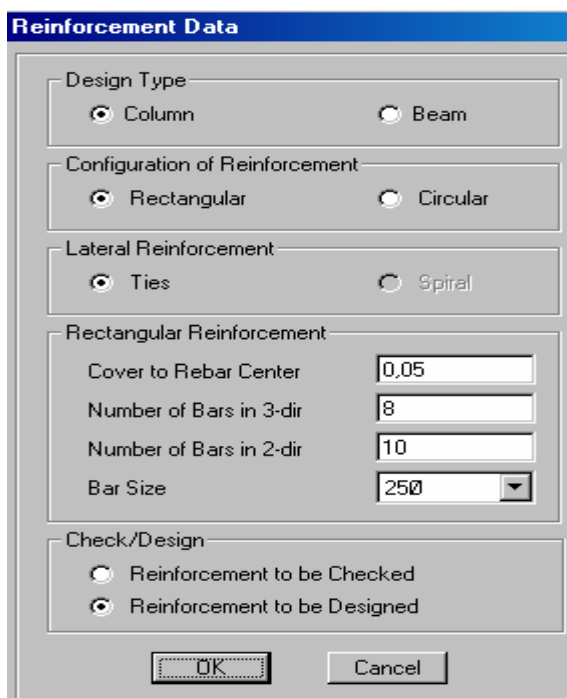 Reinforcement Data
Design Type
Column Beam
Configuration of Reinforcement
Rectangular Circular
Lateral Reinforcement
Ties Spiral
Rectangular Reinforcement
Cover to Rebar Center 0,05
Number of Bars in 3-dir 8
Number of Bars in 2-dir 10
Bar Size 25Ø
Check/Design
Reinforcement to be Checked
Reinforcement to be Designed
OK Cancel